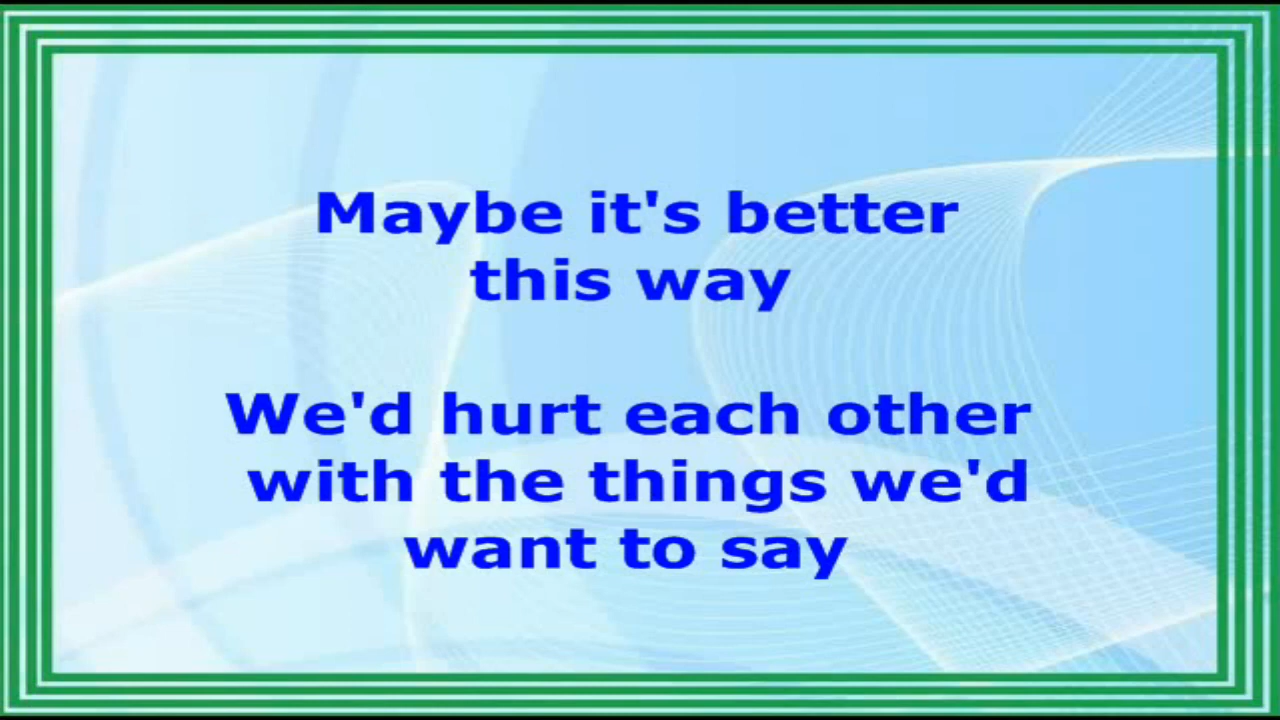 Maybe it's better
this way
We'd hurt each other
with the things we'd
want to say